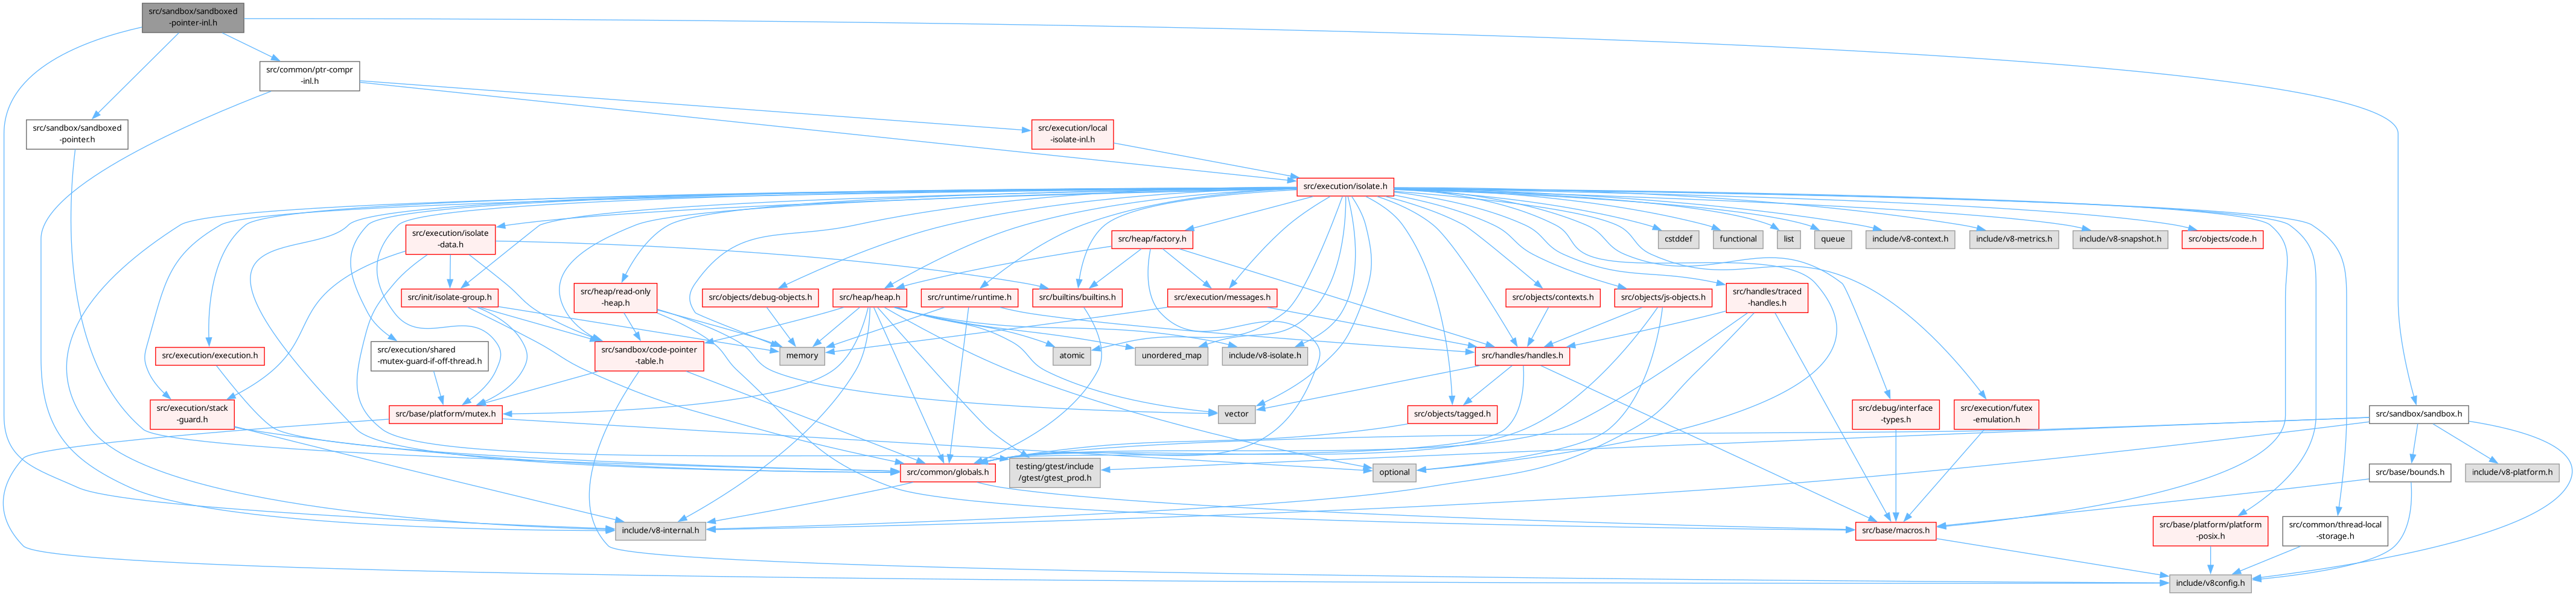 src/sandbox/sandboxed
-pointer-inl.h
src/common/ptr-compr
-inl.h
src/sandbox/sandboxed
-pointer.h
src/execution/local
-isolate-inl.h
src/execution/isolate.h
src/execution/isolate
-data.h
src/heap/factory.h
cstddef
functional
list
queue
include/v8-context.h
include/v8-metrics.h
include/v8-snapshot.h
src/objects/code.h
src/init/isolate-group.h
src/heap/read-only
-heap.h
src/objects/debug-objects.h
src/heap/heap.h
src/runtime/runtime.h
src/builtins/builtins.h
src/execution/messages.h
src/objects/contexts.h
src/objects/js-objects.h
src/handles/traced
-handles.h
src/execution/execution.h
src/execution/shared
-mutex-guard-if-off-thread.h
src/sandbox/code-pointer
-table.h
memory
atomic
unordered_map
include/v8-isolate.h
src/handles/handles.h
src/execution/stack
-guard.h
src/base/platform/mutex.h
vector
src/objects/tagged.h
src/debug/interface
-types.h
src/execution/futex
-emulation.h
src/sandbox/sandbox.h
src/common/globals.h
testing/gtest/include
/gtest/gtest_prod.h
optional
src/base/bounds.h
include/v8-platform.h
include/v8-internal.h
src/base/macros.h
src/base/platform/platform
-posix.h
src/common/thread-local
-storage.h
include/v8config.h